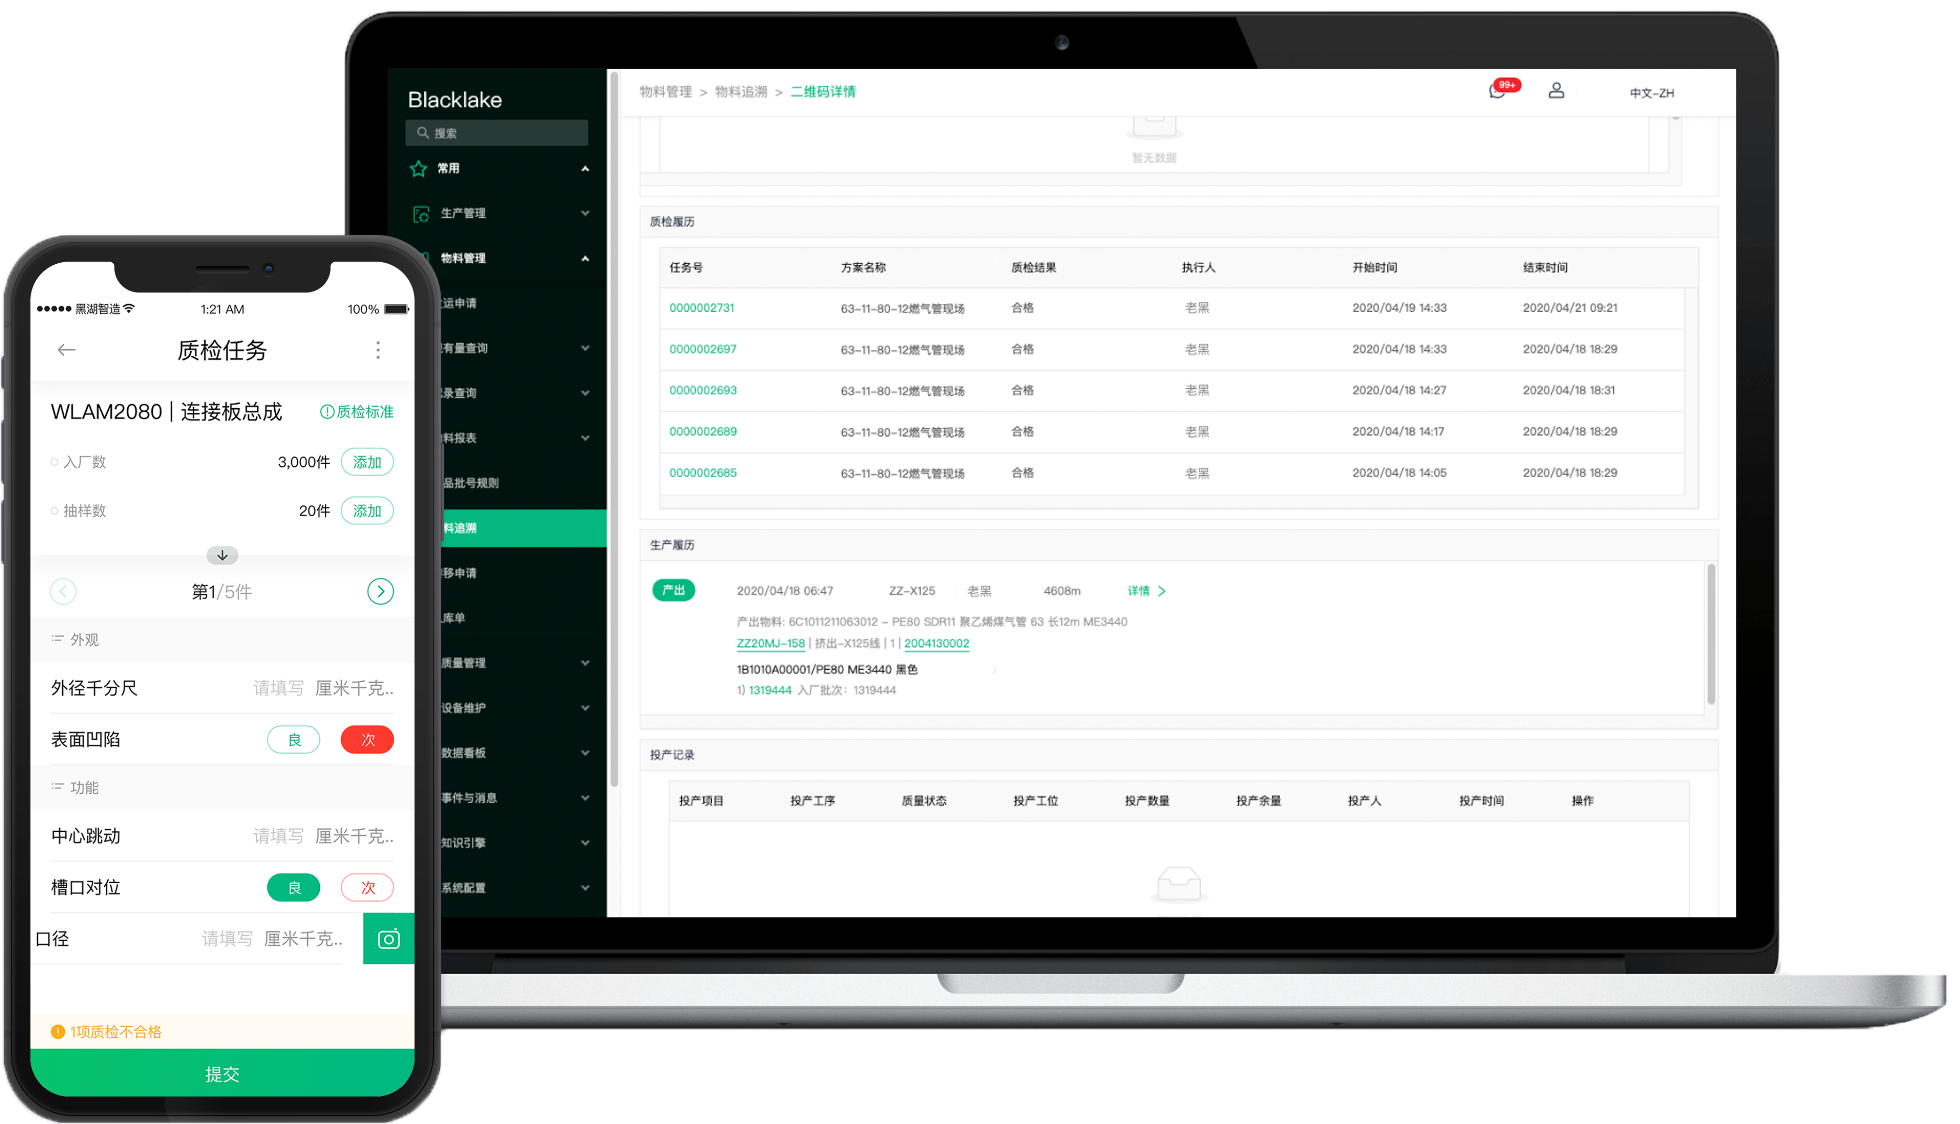 Blacklake
搜索
常用
生产管理
物料管理
运申请
有量查询
录查询
料报表
品批号规则
料追溯
移申请
库单
质量管理
设备维护
数据看板
事件与消息
知识引擎
系统配置
物料管理 > 物料追溯 > 二维码详情
99+
中文-ZH
暂无数据
质检履历
任务号 方案名称 质检结果 执行人 开始时间 结束时间
0000002731 63-11-80-12燃气管现场 合格 老黑 2020/04/19 14:33 2020/04/21 09:21
0000002697 63-11-80-12燃气管现场 合格 老黑 2020/04/18 14:33 2020/04/18 18:29
0000002693 63-11-80-12燃气管现场 合格 老黑 2020/04/18 14:27 2020/04/18 18:31
0000002689 63-11-80-12燃气管现场 合格 老黑 2020/04/18 14:17 2020/04/18 18:29
0000002685 63-11-80-12燃气管现场 合格 老黑 2020/04/18 14:05 2020/04/18 18:29
生产履历
产出 2020/04/18 06:47 ZZ-X125 老黑 4608m 详情 >
产出物料: 6C1011211063012 - PE80 SDR11 聚乙烯煤气管 63 长12m ME3440
ZZ20MJ-158 | 挤出-X125线 | 1 | 2004130002
1B1010A00001/PE80 ME3440 黑色
1) 1319444 入厂批次: 1319444
投产记录
投产项目 投产工序 质量状态 投产工位 投产数量 投产余量 投产人 投产时间 操作
黑湖智造 1:21 AM 100%
质检任务
WLAM2080 | 连接板总成 质检标准
入厂数 3,000件 添加
抽样数 20件 添加
第1/5件
外观
外径千分尺 请填写 厘米千克..
表面凹陷 良 次
功能
中心跳动 请填写 厘米千克..
槽口对位 良 次
口径 请填写 厘米千克..
1项质检不合格
提交